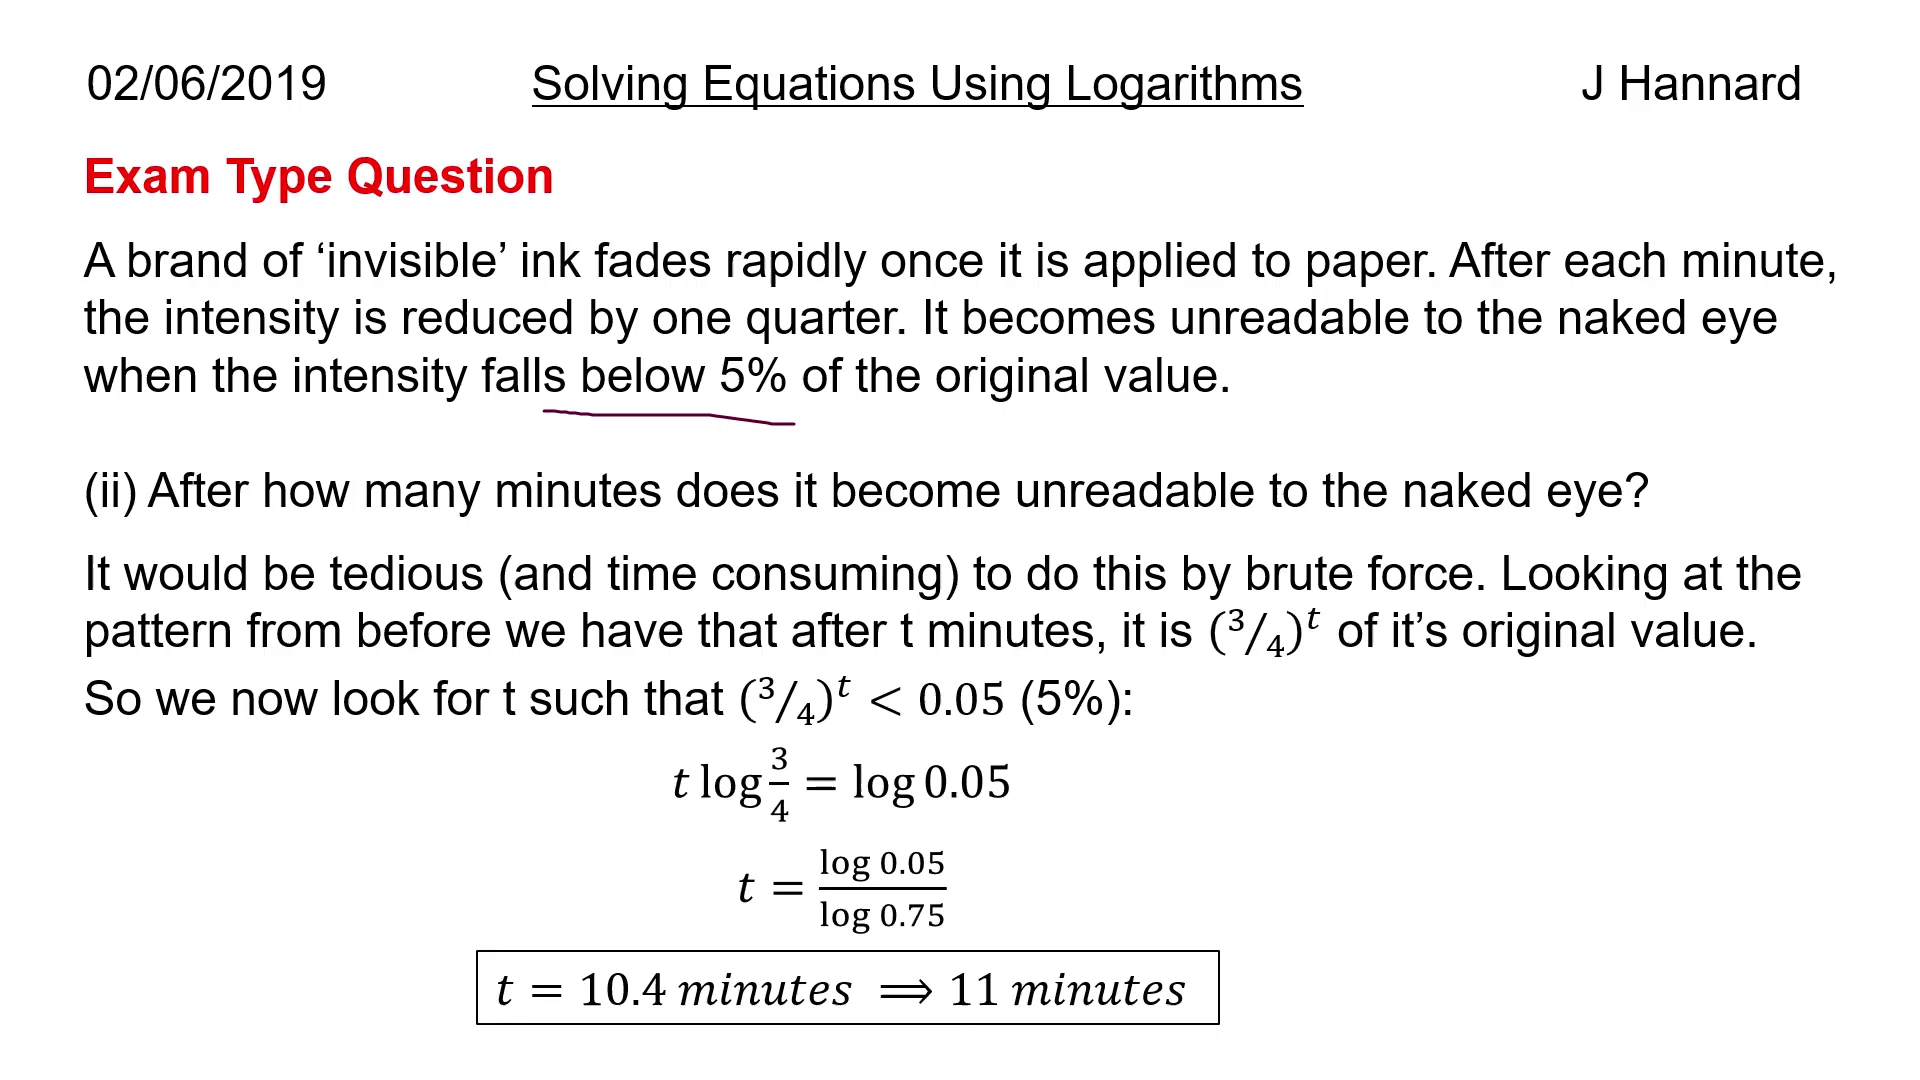 02/06/2019 Solving Equations Using Logarithms J Hannard
Exam Type Question
A brand of ‘invisible’ ink fades rapidly once it is applied to paper. After each minute,
the intensity is reduced by one quarter. It becomes unreadable to the naked eye
when the intensity falls below 5% of the original value.
(ii) After how many minutes does it become unreadable to the naked eye?
It would be tedious (and time consuming) to do this by brute force. Looking at the
pattern from before we have that after t minutes, it is (3/4)^t of it’s original value.
So we now look for t such that (3/4)^t < 0.05 (5%):
t log 3/4 = log 0.05
t = log 0.05 / log 0.75
t = 10.4 minutes ⟹ 11 minutes